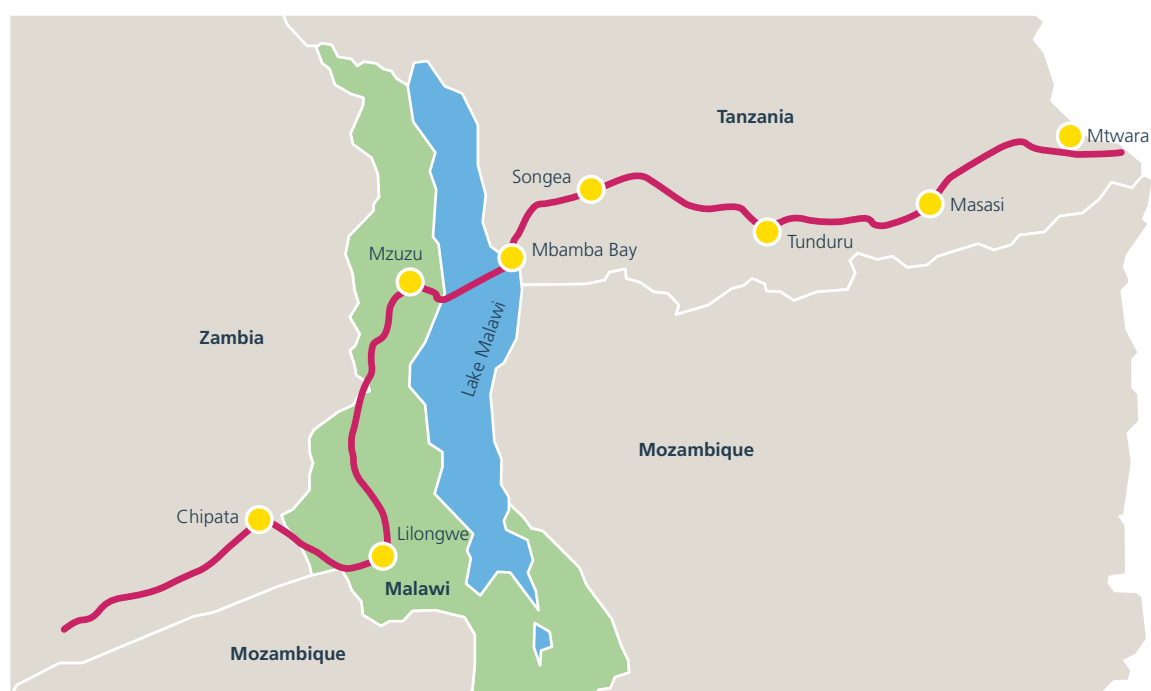 Tanzania
Mtwara
Songea
Masasi
Tunduru
Mbamba Bay
Mzuzu
Zambia
Lake Malawi
Mozambique
Chipata
Lilongwe
Malawi
Mozambique